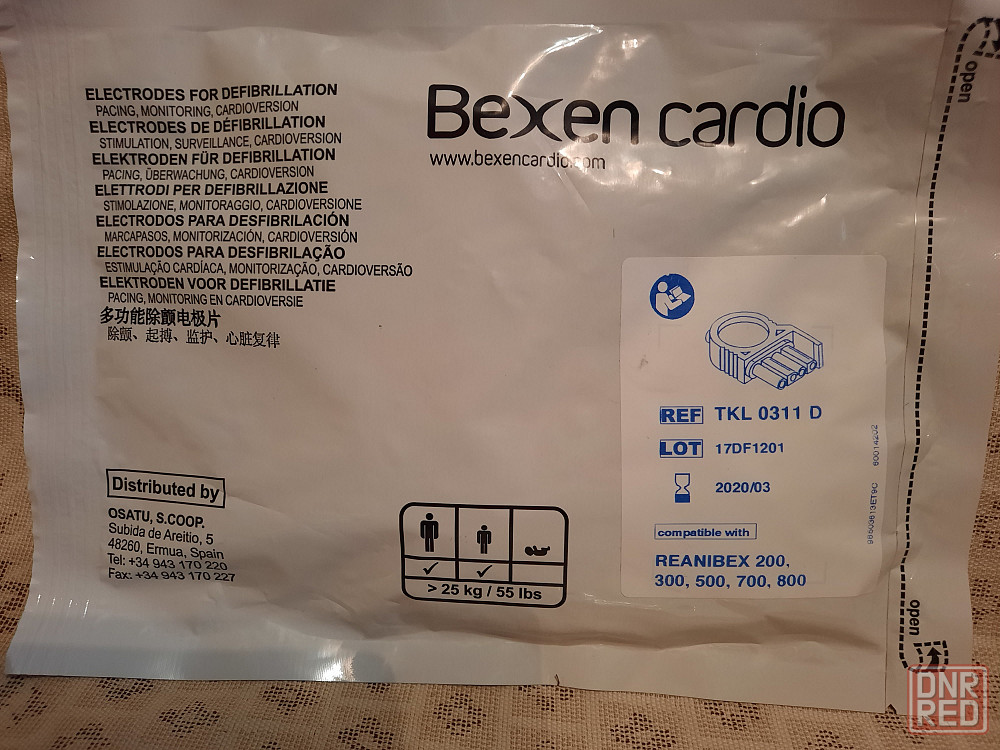 ELECTRODES FOR DEFIBRILLATION
PACING, MONITORING, CARDIOVERSION
ELECTRODES DE DÉFIBRILLATION
STIMULATION, SURVEILLANCE, CARDIOVERSION
ELEKTRODEN FÜR DEFIBRILLATION
PACING, ÜBERWACHUNG, CARDIOVERSION
ELETTRODI PER DEFIBRILLAZIONE
STIMOLAZIONE, MONITORAGGIO, CARDIOVERSIONE
ELECTRODOS PARA DESFIBRILACIÓN
MARCAPASOS, MONITORIZACIÓN, CARDIOVERSIÓN
ELECTRODOS PARA DESFIBRILAÇÃO
ESTIMULAÇÃO CARDÍACA, MONITORIZAÇÃO, CARDIOVERSÃO
ELEKTRODEN VOOR DEFIBRILLATIE
PACING, MONITORING EN CARDIOVERSIE
多功能除颤电极片
除颤、起搏、监护、心脏复律
Bexen cardio
www.bexencardio.com
Distributed by
OSATU, S.COOP.
Subida de Areitio, 5
48260, Ermua, Spain
Tel: +34 943 170 220
Fax: +34 943 170 227
> 25 kg / 55 lbs
REF TKL 0311 D
LOT 17DF1201
2020/03
compatible with
REANIBEX 200,
300, 500, 700, 800
60014202
open
open
DNR
RED